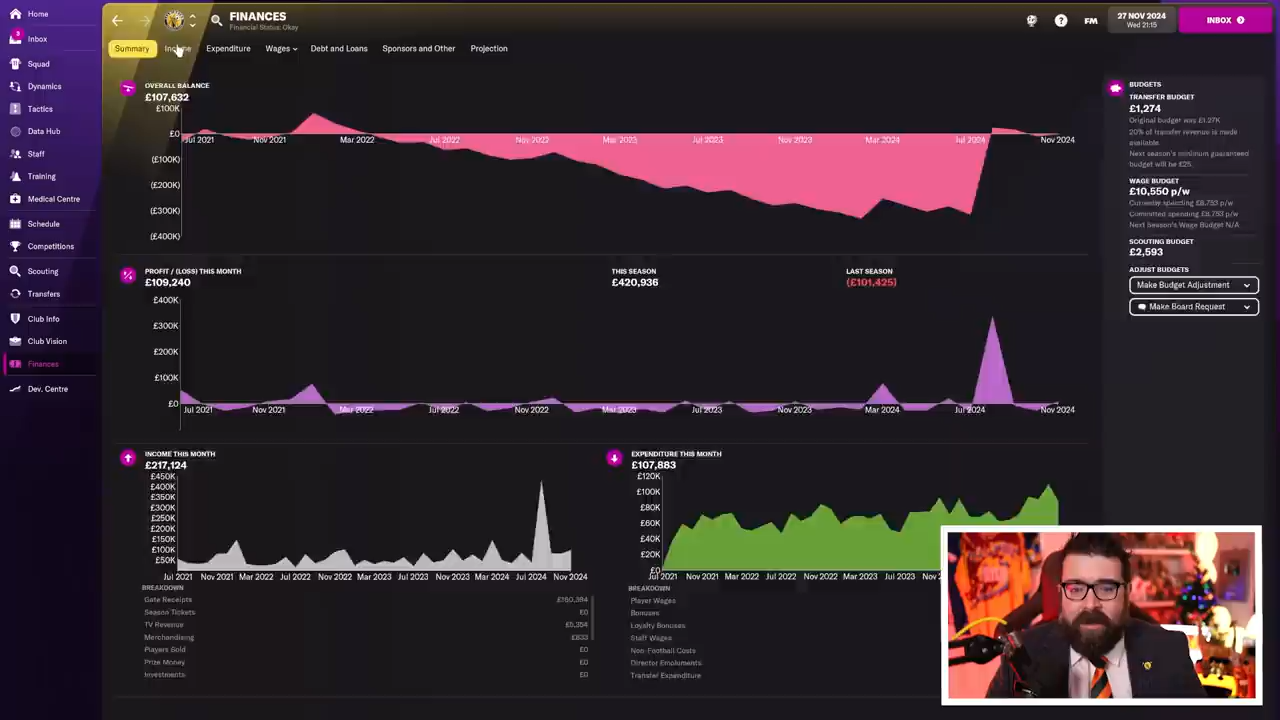 Home
3
Inbox
Squad
Dynamics
Tactics
Data Hub
Staff
Training
Medical Centre
Schedule
Competitions
Scouting
Transfers
Club Info
Club Vision
Finances
Dev. Centre
FINANCES
Financial Status: Okay
FM
27 NOV 2024
Wed 21:15
INBOX
Summary
Income
Expenditure
Wages
Debt and Loans
Sponsors and Other
Projection
OVERALL BALANCE
£107,632
£100K
£0
(£100K)
(£200K)
(£300K)
(£400K)
Jul 2021
Nov 2021
Mar 2022
Jul 2022
Nov 2022
Mar 2023
Jul 2023
Nov 2023
Mar 2024
Jul 2024
Nov 2024
PROFIT / (LOSS) THIS MONTH
£109,240
THIS SEASON
£420,936
LAST SEASON
(£101,425)
£400K
£300K
£200K
£100K
£0
Jul 2021
Nov 2021
Mar 2022
Jul 2022
Nov 2022
Mar 2023
Jul 2023
Nov 2023
Mar 2024
Jul 2024
Nov 2024
INCOME THIS MONTH
£217,124
£450K
£400K
£350K
£300K
£250K
£200K
£150K
£100K
£50K
Jul 2021
Nov 2021
Mar 2022
Jul 2022
Nov 2022
Mar 2023
Jul 2023
Nov 2023
Mar 2024
Jul 2024
Nov 2024
BREAKDOWN
Gate Receipts
Season Tickets £0
TV Revenue £5,354
Merchandising £833
Players Sold £0
Prize Money £0
Investments £0
EXPENDITURE THIS MONTH
£107,883
£120K
£100K
£80K
£60K
£40K
£20K
£0
Jul 2021
Nov 2021
Mar 2022
Jul 2022
Nov 2022
Mar 2023
Jul 2023
Nov
BREAKDOWN
Player Wages
Bonuses
Loyalty Bonuses
Staff Wages
Non-Football Costs
Director Emoluments
Transfer Expenditure
BUDGETS
TRANSFER BUDGET
£1,274
Original budget was £1.27K
20% of transfer revenue is made
available.
Next season's minimum guaranteed
budget will be £25.
WAGE BUDGET
£10,550 p/w
Currently spending £8,753 p/w
Committed spending £8,753 p/w
Next Season's Wage Budget N/A
SCOUTING BUDGET
£2,593
ADJUST BUDGETS
Make Budget Adjustment
Make Board Request